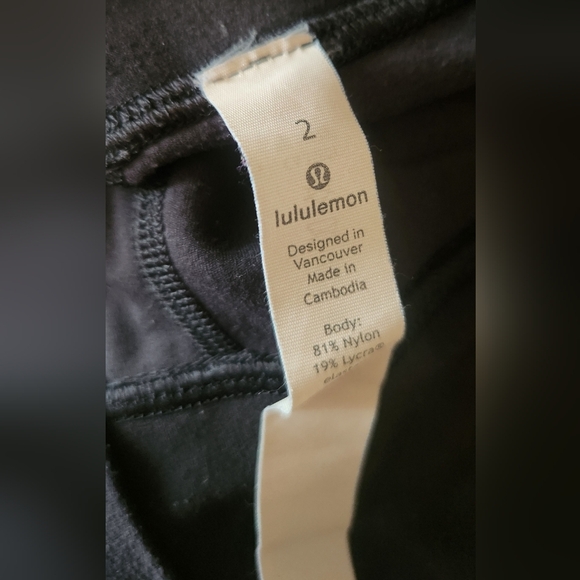 2
lululemon
Designed in
Vancouver
Made in
Cambodia
Body:
81% Nylon
19% Lycra®